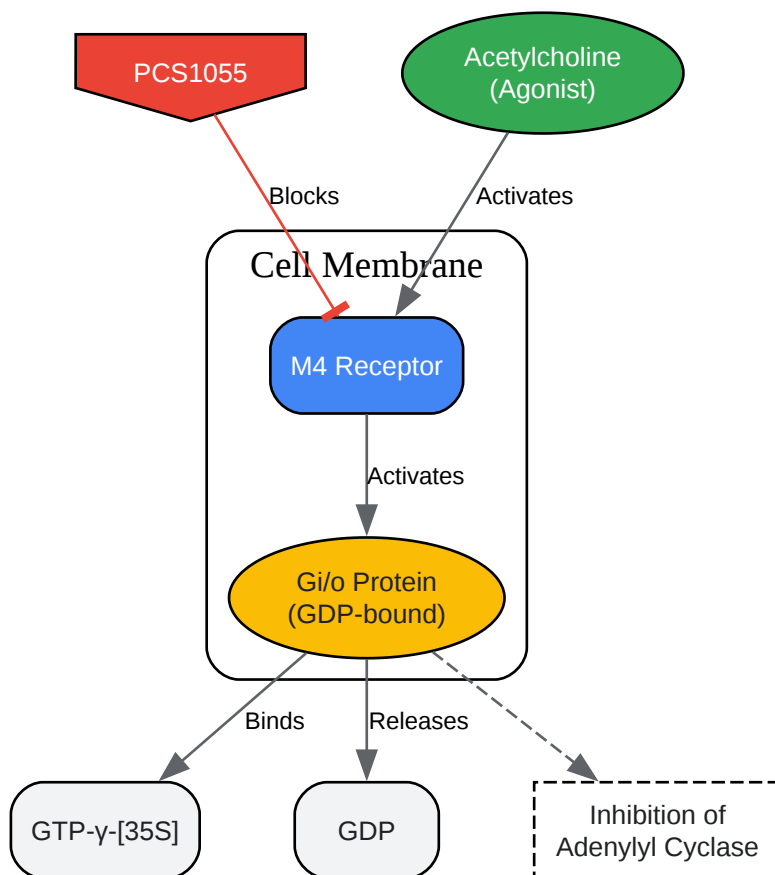 PCS1055
Acetylcholine
(Agonist)
Blocks
Activates
Cell Membrane
M4 Receptor
Activates
Gi/o Protein
(GDP-bound)
Binds
Releases
GTP-γ-[35S]
GDP
Inhibition of
Adenylyl Cyclase